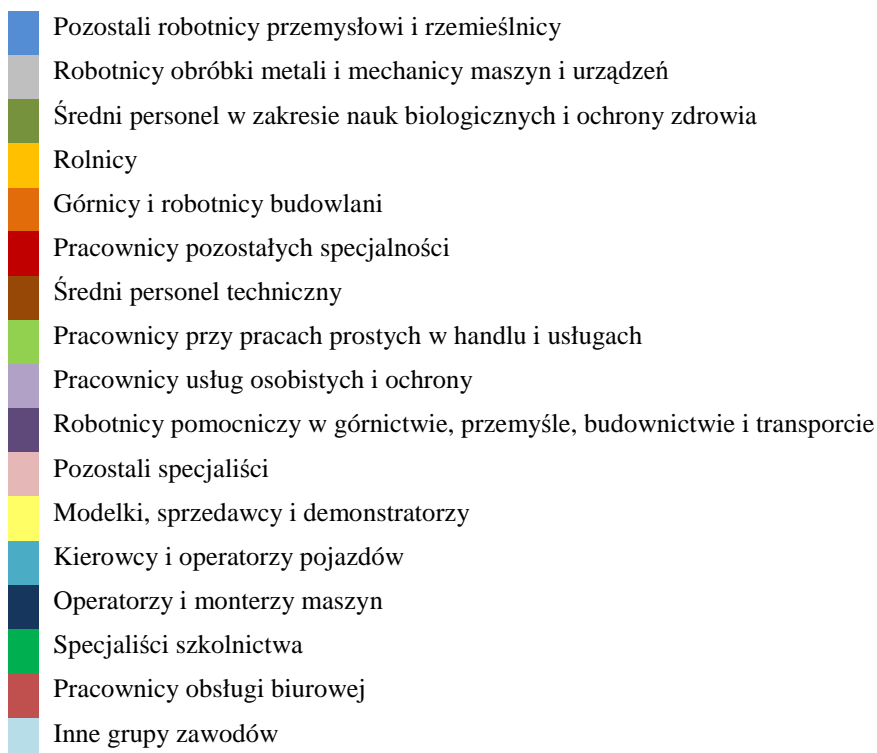 Pozostali robotnicy przemysłowi i rzemieślnicy
Robotnicy obróbki metali i mechanicy maszyn i urządzeń
Średni personel w zakresie nauk biologicznych i ochrony zdrowia
Rolnicy
Górnicy i robotnicy budowlani
Pracownicy pozostałych specjalności
Średni personel techniczny
Pracownicy przy pracach prostych w handlu i usługach
Pracownicy usług osobistych i ochrony
Robotnicy pomocniczy w górnictwie, przemyśle, budownictwie i transporcie
Pozostali specjaliści
Modelki, sprzedawcy i demonstratorzy
Kierowcy i operatorzy pojazdów
Operatorzy i monterzy maszyn
Specjaliści szkolnictwa
Pracownicy obsługi biurowej
Inne grupy zawodów